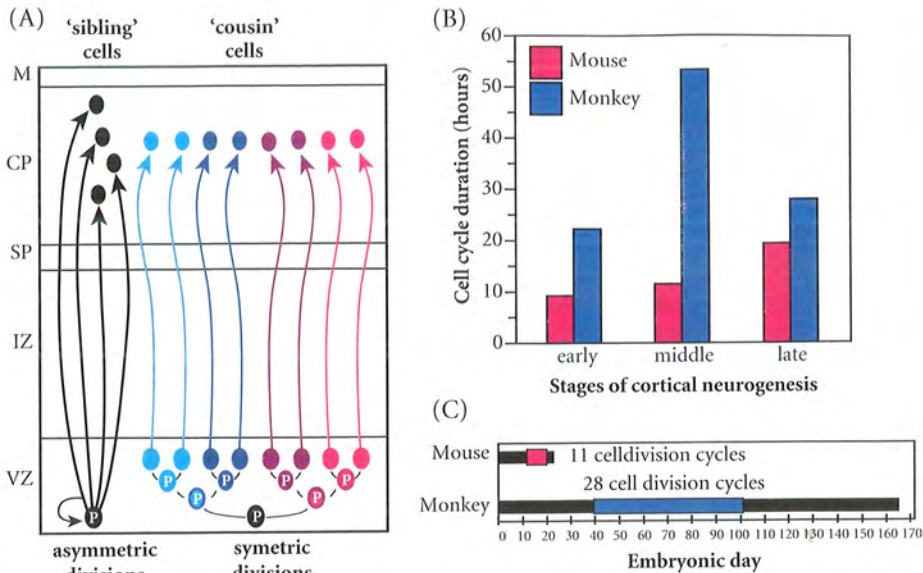 (A)
'sibling'
cells
'cousin'
cells
M
CP
SP
IZ
VZ
P
P
P
P
P
P
P
P
asymmetric
divisions
symetric
divisions
(B)
60
50
40
30
20
10
0
Cell cycle duration (hours)
Mouse
Monkey
early middle late
Stages of cortical neurogenesis
(C)
Mouse
11 celldivision cycles
28 cell division cycles
Monkey
0 10 20 30 40 50 60 70 80 90 100 110 120 130 140 150 160 170
Embryonic day